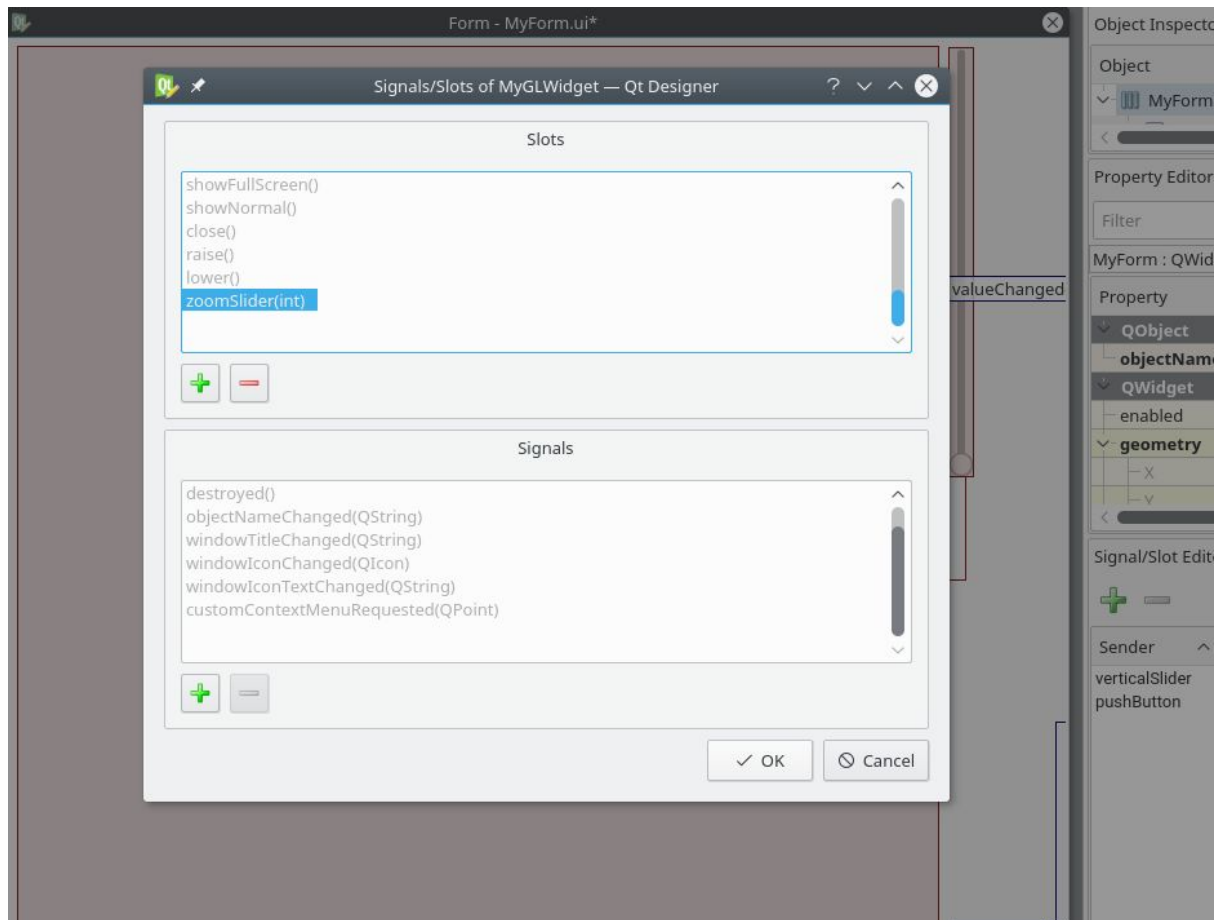 Form - MyForm.ui*
Signals/Slots of MyGLWidget — Qt Designer
Slots
showFullScreen()
showNormal()
close()
raise()
lower()
zoomSlider(int)
Signals
destroyed()
objectNameChanged(QString)
windowTitleChanged(QString)
windowIconChanged(QIcon)
windowIconTextChanged(QString)
customContextMenuRequested(QPoint)
OK
Cancel
valueChanged
Object Inspecto
Object
MyForm
Property Editor
Filter
MyForm : QWid
Property
QObject
objectName
QWidget
enabled
geometry
X
Y
Signal/Slot Edit
Sender
verticalSlider
pushButton